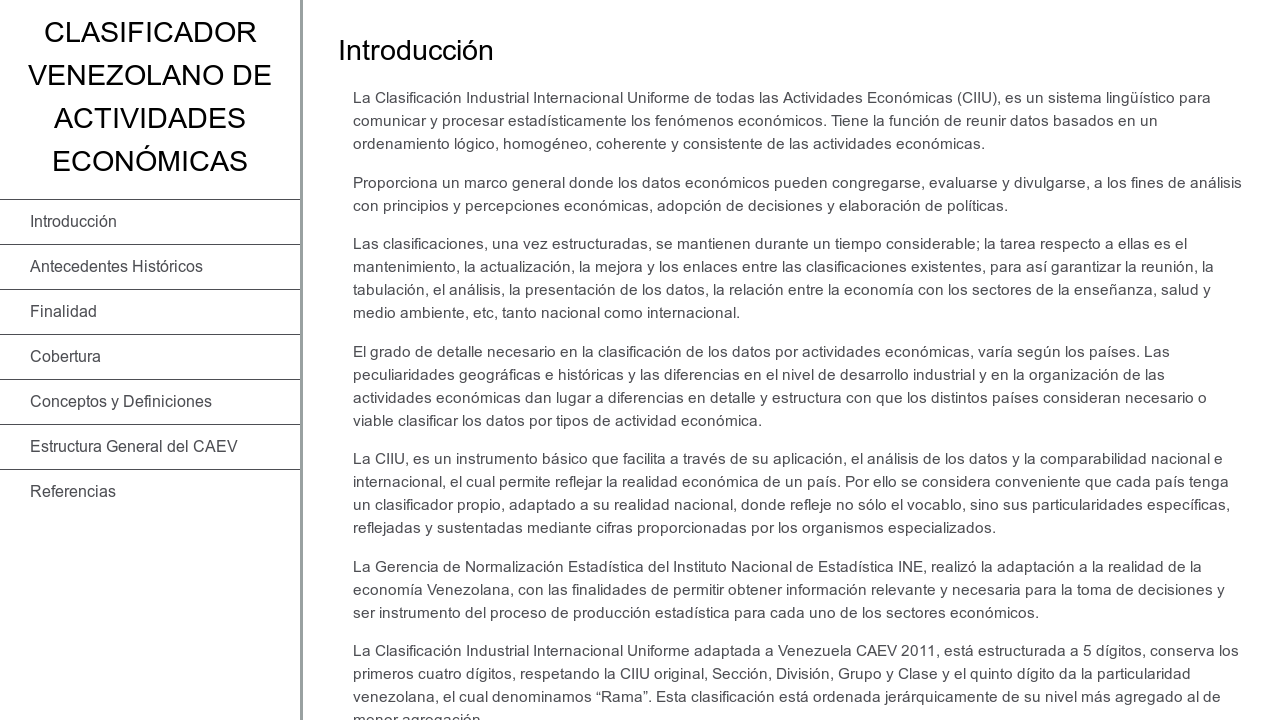 CLASIFICADOR
VENEZOLANO DE
ACTIVIDADES
ECONÓMICAS
Introducción
Antecedentes Históricos
Finalidad
Cobertura
Conceptos y Definiciones
Estructura General del CAEV
Referencias
Introducción
La Clasificación Industrial Internacional Uniforme de todas las Actividades Económicas (CIIU), es un sistema lingüístico para
comunicar y procesar estadísticamente los fenómenos económicos. Tiene la función de reunir datos basados en un
ordenamiento lógico, homogéneo, coherente y consistente de las actividades económicas.
Proporciona un marco general donde los datos económicos pueden congregarse, evaluarse y divulgarse, a los fines de análisis
con principios y percepciones económicas, adopción de decisiones y elaboración de políticas.
Las clasificaciones, una vez estructuradas, se mantienen durante un tiempo considerable; la tarea respecto a ellas es el
mantenimiento, la actualización, la mejora y los enlaces entre las clasificaciones existentes, para así garantizar la reunión, la
tabulación, el análisis, la presentación de los datos, la relación entre la economía con los sectores de la enseñanza, salud y
medio ambiente, etc, tanto nacional como internacional.
El grado de detalle necesario en la clasificación de los datos por actividades económicas, varía según los países. Las
peculiaridades geográficas e históricas y las diferencias en el nivel de desarrollo industrial y en la organización de las
actividades económicas dan lugar a diferencias en detalle y estructura con que los distintos países consideran necesario o
viable clasificar los datos por tipos de actividad económica.
La CIIU, es un instrumento básico que facilita a través de su aplicación, el análisis de los datos y la comparabilidad nacional e
internacional, el cual permite reflejar la realidad económica de un país. Por ello se considera conveniente que cada país tenga
un clasificador propio, adaptado a su realidad nacional, donde refleje no sólo el vocablo, sino sus particularidades específicas,
reflejadas y sustentadas mediante cifras proporcionadas por los organismos especializados.
La Gerencia de Normalización Estadística del Instituto Nacional de Estadística INE, realizó la adaptación a la realidad de la
economía Venezolana, con las finalidades de permitir obtener información relevante y necesaria para la toma de decisiones y
ser instrumento del proceso de producción estadística para cada uno de los sectores económicos.
La Clasificación Industrial Internacional Uniforme adaptada a Venezuela CAEV 2011, está estructurada a 5 dígitos, conserva los
primeros cuatro dígitos, respetando la CIIU original, Sección, División, Grupo y Clase y el quinto dígito da la particularidad
venezolana, el cual denominamos “Rama”. Esta clasificación está ordenada jerárquicamente de su nivel más agregado al de
menor agregación.